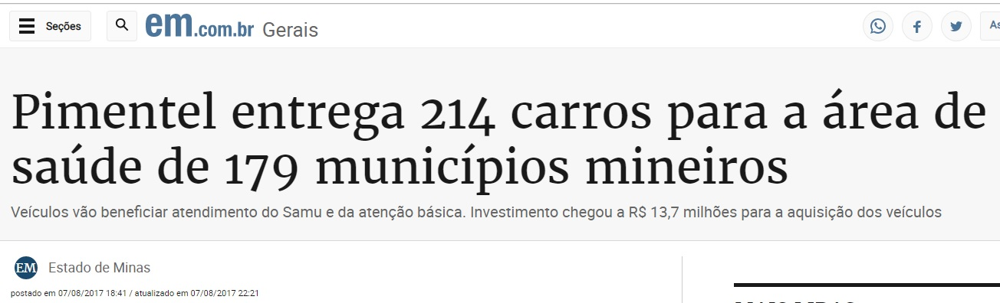 Seções
em.com.br Gerais
As
Pimentel entrega 214 carros para a área de
saúde de 179 municípios mineiros
Veículos vão beneficiar atendimento do Samu e da atenção básica. Investimento chegou a R$ 13,7 milhões para a aquisição dos veículos
EM Estado de Minas
postado em 07/08/2017 18:41 / atualizado em 07/08/2017 22:21